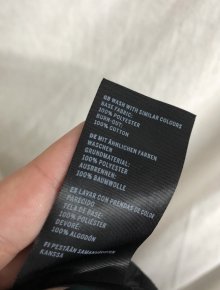 GB WASH WITH SIMILAR COLOURS
BASE FABRIC:
100% POLYESTER
BURN-OUT:
100% COTTON
DE MIT ÄHNLICHEN FARBEN
WASCHEN
GRUNDMATERIAL:
100% POLYESTER
AUSBRENNEN:
100% BAUMWOLLE
ES LAVAR CON PRENDAS DE COLOR
PARECIDO
TELA DE BASE:
100% POLIÉSTER
DEVORÉ:
100% ALGODÓN
FI PESTÄÄN SAMANVÄRISTEN
KANSSA